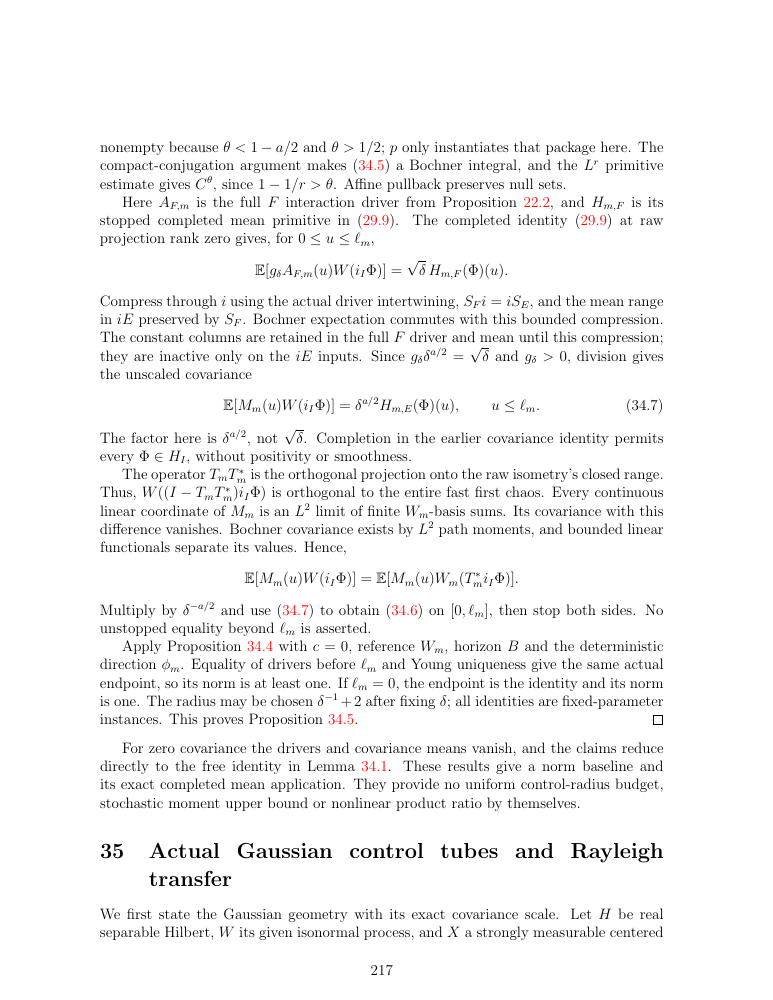 nonempty because θ < 1 − a/2 and θ > 1/2; p only instantiates that package here. The
compact-conjugation argument makes (34.5) a Bochner integral, and the Lʳ primitive
estimate gives C^θ, since 1 − 1/r > θ. Affine pullback preserves null sets.
Here A_{F,m} is the full F interaction driver from Proposition 22.2, and H_{m,F} is its
stopped completed mean primitive in (29.9). The completed identity (29.9) at raw
projection rank zero gives, for 0 ≤ u ≤ ℓ_m,
𝔼[g_δ A_{F,m}(u)W(i_I Φ)] = √δ H_{m,F}(Φ)(u).
Compress through i using the actual driver intertwining, S_F i = iS_E, and the mean range
in iE preserved by S_F. Bochner expectation commutes with this bounded compression.
The constant columns are retained in the full F driver and mean until this compression;
they are inactive only on the iE inputs. Since g_δ δ^{a/2} = √δ and g_δ > 0, division gives
the unscaled covariance
𝔼[M_m(u)W(i_I Φ)] = δ^{a/2} H_{m,E}(Φ)(u), u ≤ ℓ_m. (34.7)
The factor here is δ^{a/2}, not √δ. Completion in the earlier covariance identity permits
every Φ ∈ H_I, without positivity or smoothness.
The operator T_m T_m^* is the orthogonal projection onto the raw isometry's closed range.
Thus, W((I − T_m T_m^*)i_I Φ) is orthogonal to the entire fast first chaos. Every continuous
linear coordinate of M_m is an L² limit of finite W_m-basis sums. Its covariance with this
difference vanishes. Bochner covariance exists by L² path moments, and bounded linear
functionals separate its values. Hence,
𝔼[M_m(u)W(i_I Φ)] = 𝔼[M_m(u)W_m(T_m^* i_I Φ)].
Multiply by δ^{−a/2} and use (34.7) to obtain (34.6) on [0, ℓ_m], then stop both sides. No
unstopped equality beyond ℓ_m is asserted.
Apply Proposition 34.4 with c = 0, reference W_m, horizon B and the deterministic
direction ϕ_m. Equality of drivers before ℓ_m and Young uniqueness give the same actual
endpoint, so its norm is at least one. If ℓ_m = 0, the endpoint is the identity and its norm
is one. The radius may be chosen δ^{−1} + 2 after fixing δ; all identities are fixed-parameter
instances. This proves Proposition 34.5. □
For zero covariance the drivers and covariance means vanish, and the claims reduce
directly to the free identity in Lemma 34.1. These results give a norm baseline and
its exact completed mean application. They provide no uniform control-radius budget,
stochastic moment upper bound or nonlinear product ratio by themselves.
35 Actual Gaussian control tubes and Rayleigh
transfer
We first state the Gaussian geometry with its exact covariance scale. Let H be real
separable Hilbert, W its given isonormal process, and X a strongly measurable centered
217